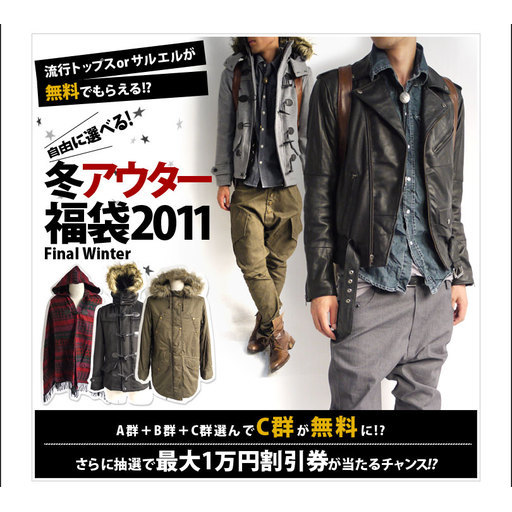 流行トップスorサルエルが
無料でもらえる!?
自由に選べる!
冬アウター
福袋2011
Final Winter
A群＋B群＋C群選んでC群が無料に!?
さらに抽選で最大1万円割引券が当たるチャンス!?